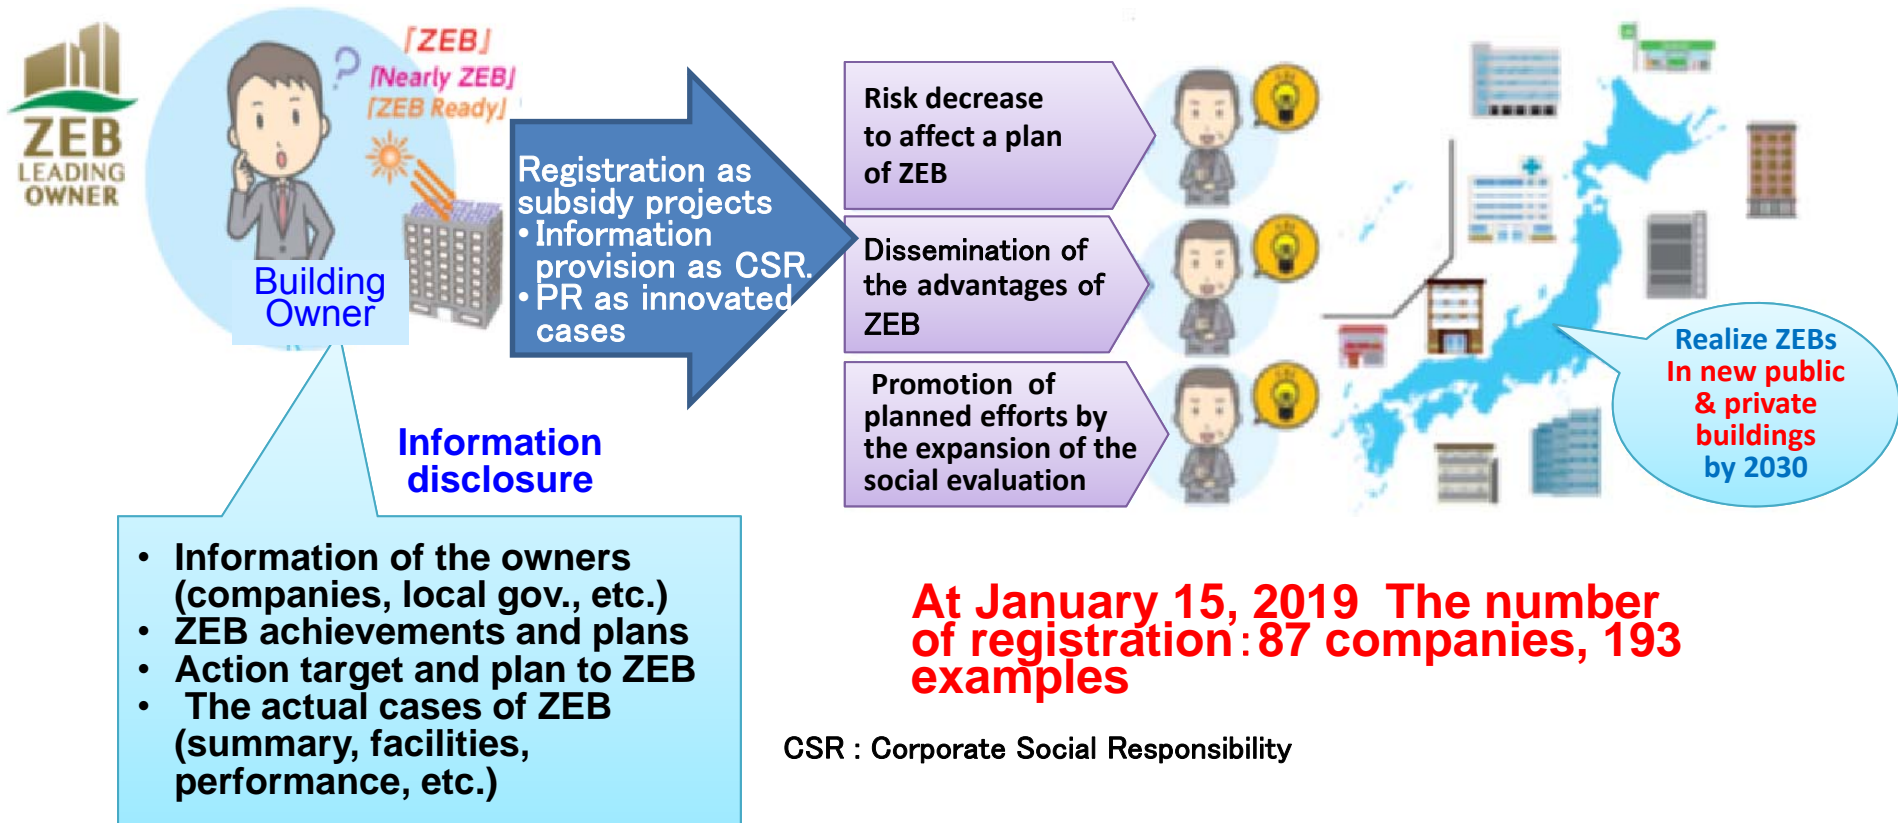 ZEB
LEADING
OWNER
?
「ZEB」
「Nearly ZEB」
「ZEB Ready」
Building
Owner
Registration as
subsidy projects
• Information
provision as CSR.
• PR as innovated
cases
Risk decrease
to affect a plan
of ZEB
Dissemination of
the advantages of
ZEB
Promotion of
planned efforts by
the expansion of the
social evaluation
Realize ZEBs
In new public
& private
buildings
by 2030
Information
disclosure
• Information of the owners
(companies, local gov., etc.)
• ZEB achievements and plans
• Action target and plan to ZEB
• The actual cases of ZEB
(summary, facilities,
performance, etc.)
At January 15, 2019 The number
of registration:87 companies, 193
examples
CSR : Corporate Social Responsibility